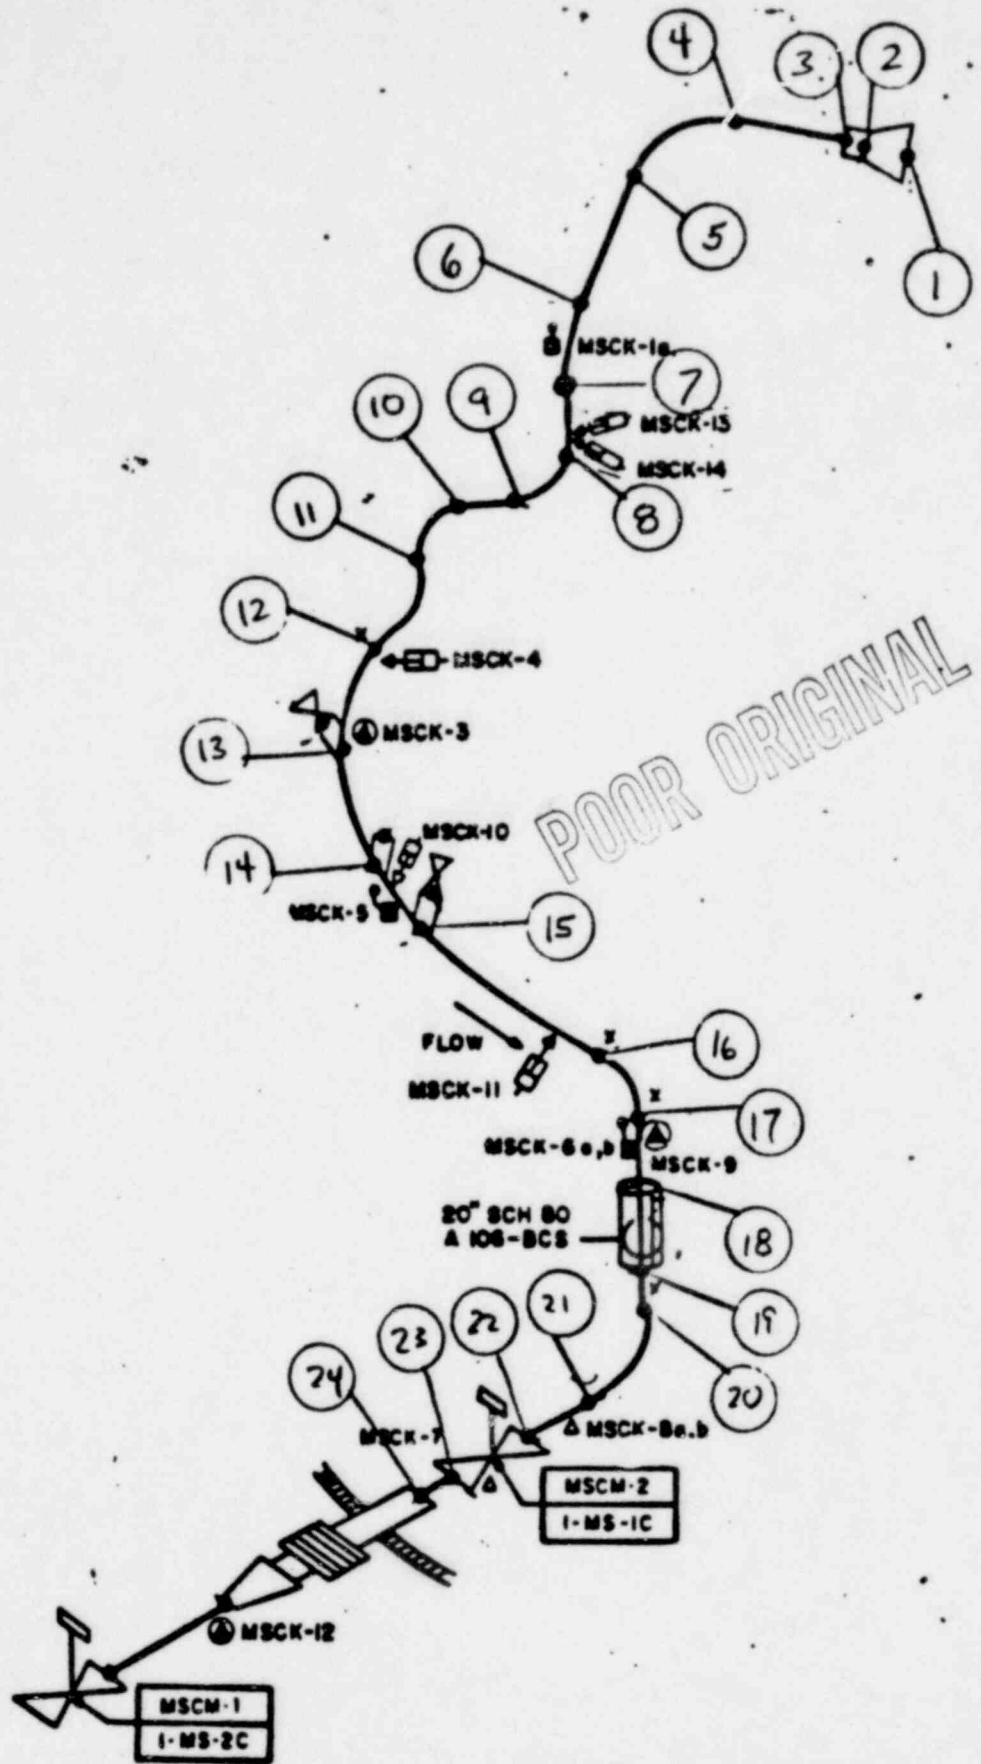 4
3
2
5
1
6
MSCK-1a
7
10
9
MSCK-13
MSCK-14
11
8
12
MSCK-4
13
MSCK-3
POOR ORIGINAL
MSCK-10
14
MSCK-5
15
FLOW
16
MSCK-11
17
MSCK-6a,b
MSCK-9
20" SCH 80
A 106-BCS
18
19
21
22
23
20
24
MSCK-8a.b
MSCK-7
MSCM-2
1-MS-1C
MSCK-12
MSCM-1
1-MS-2C